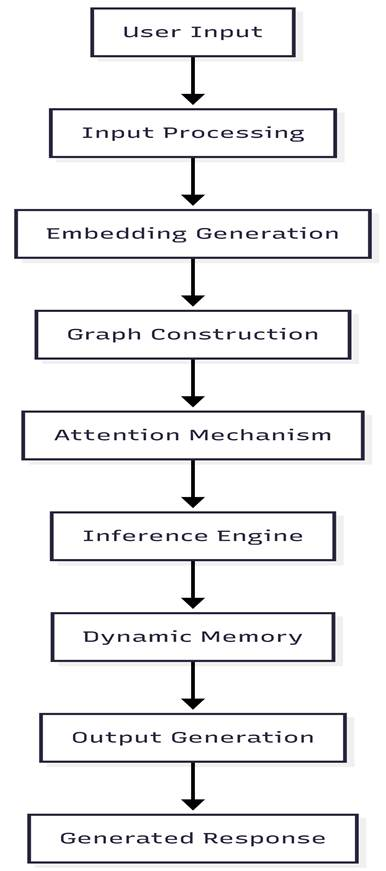 User Input
Input Processing
Embedding Generation
Graph Construction
Attention Mechanism
Inference Engine
Dynamic Memory
Output Generation
Generated Response